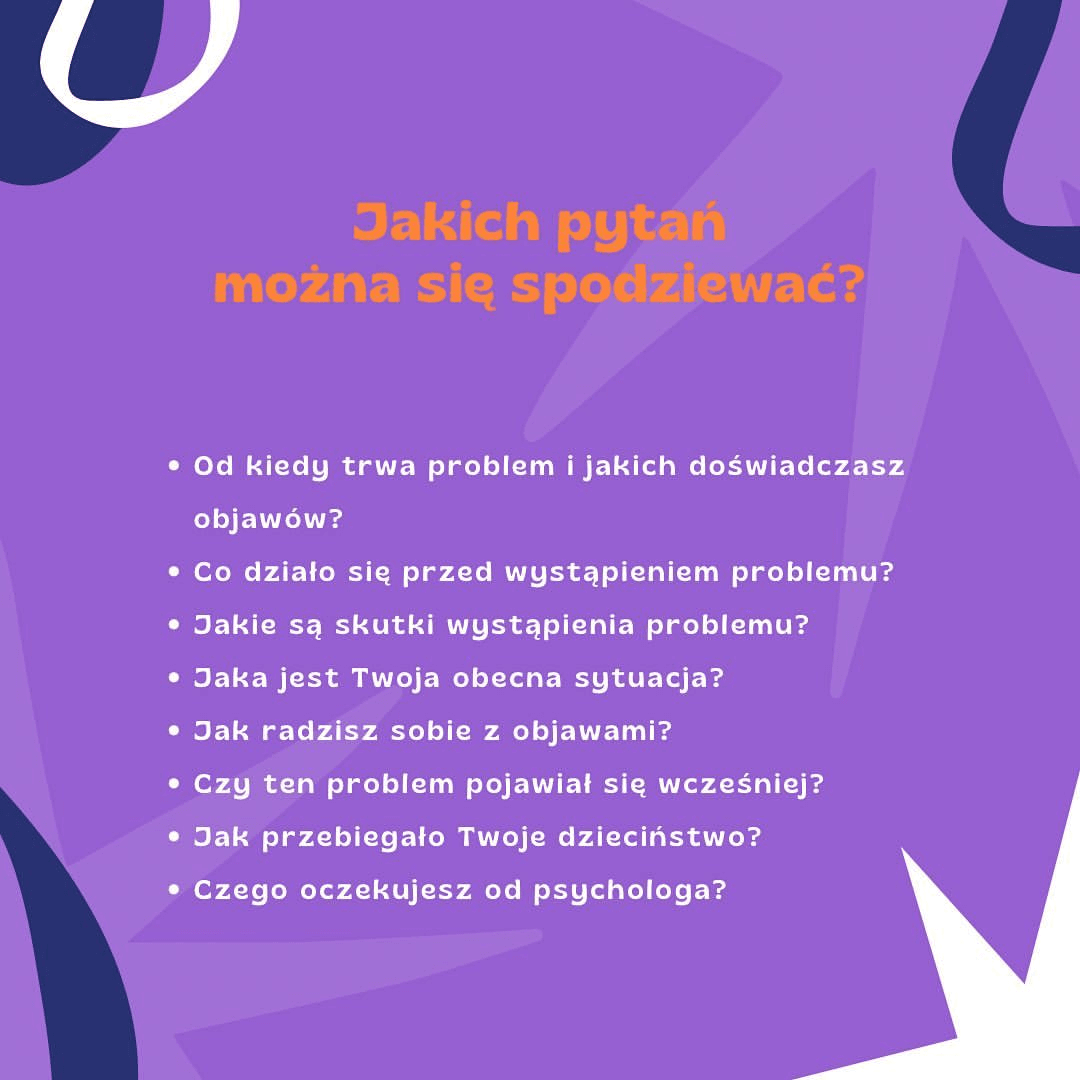 Jakich pytań
można się spodziewać?
• Od kiedy trwa problem i jakich doświadczasz
objawów?
• Co działo się przed wystąpieniem problemu?
• Jakie są skutki wystąpienia problemu?
• Jaka jest Twoja obecna sytuacja?
• Jak radzisz sobie z objawami?
• Czy ten problem pojawiał się wcześniej?
• Jak przebiegało Twoje dzieciństwo?
• Czego oczekujesz od psychologa?